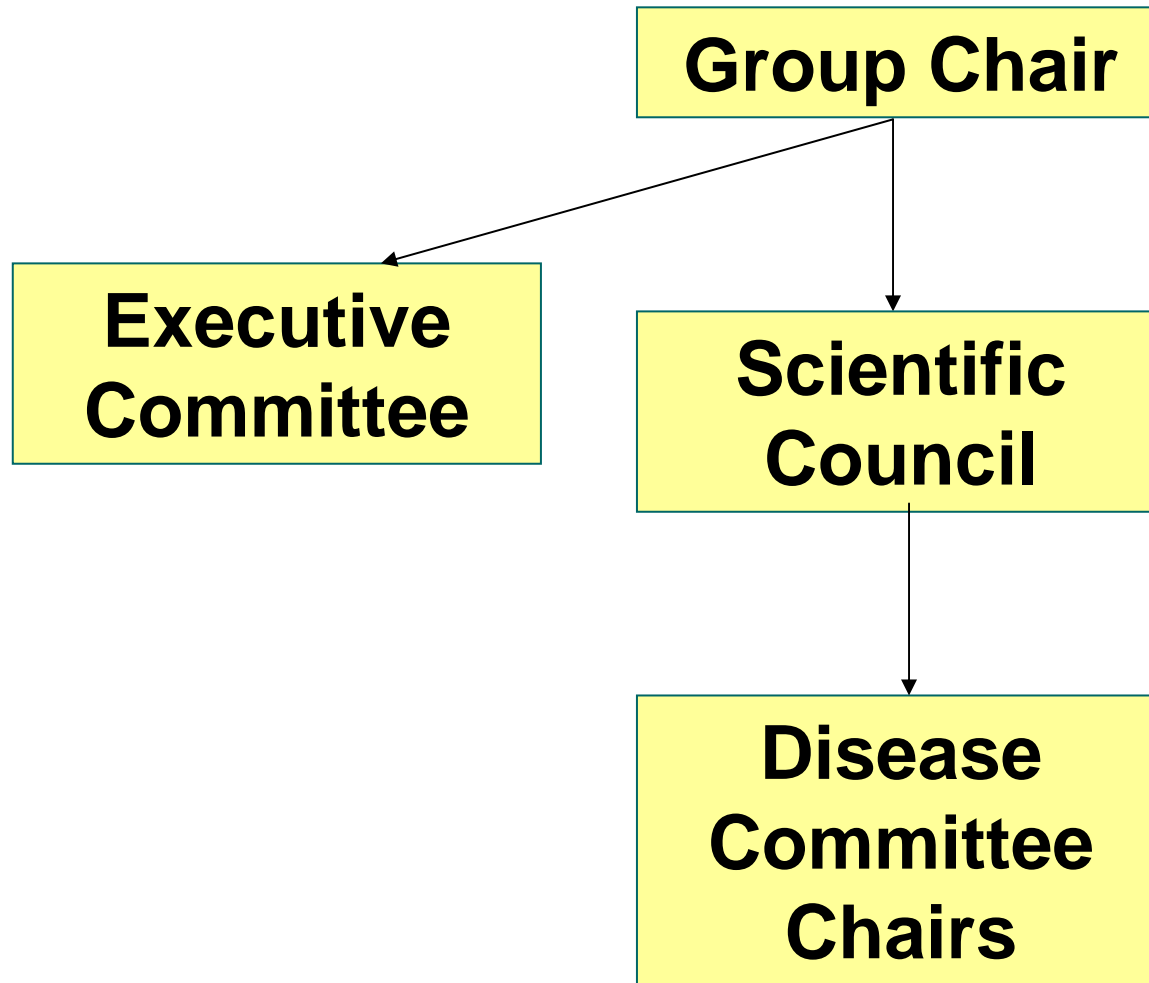 Group Chair
Executive
Committee
Scientific
Council
Disease
Committee
Chairs